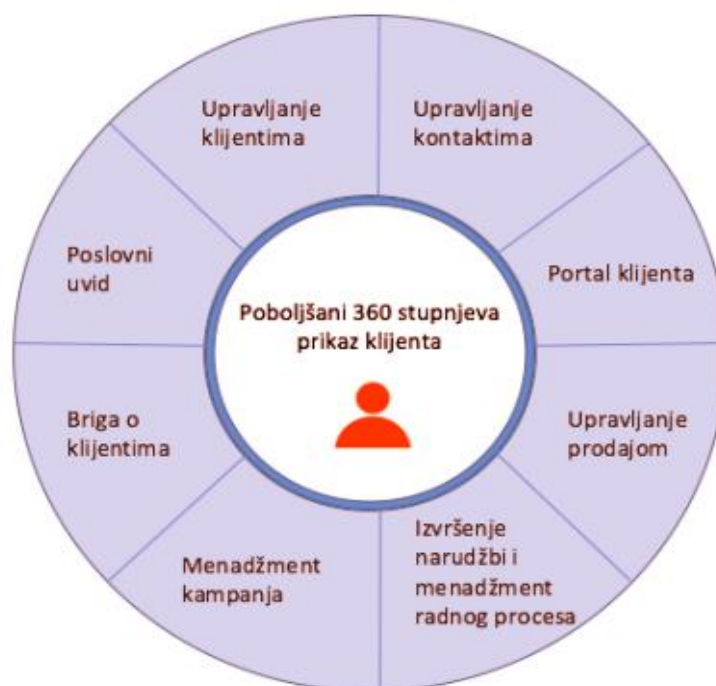 Upravljanje
klijentima
Upravljanje
kontaktima
Portal klijenta
Upravljanje
prodajom
Izvršenje
narudžbi i
menadžment
radnog procesa
Menadžment
kampanja
Briga o
klijentima
Poslovni
uvid
Poboljšani 360 stupnjeva
prikaz klijenta